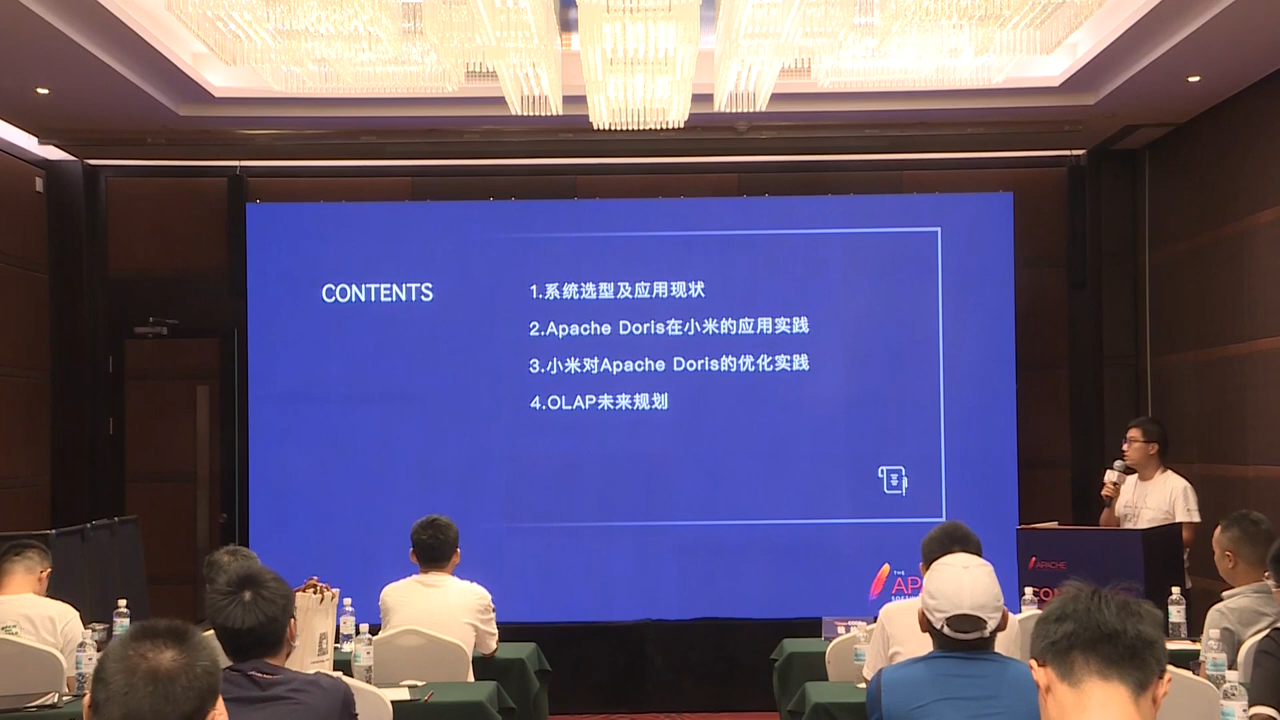 CONTENTS
1.系统选型及应用现状
2.Apache Doris在小米的应用实践
3.小米对Apache Doris的优化实践
4.OLAP未来规划
THE
APACHE